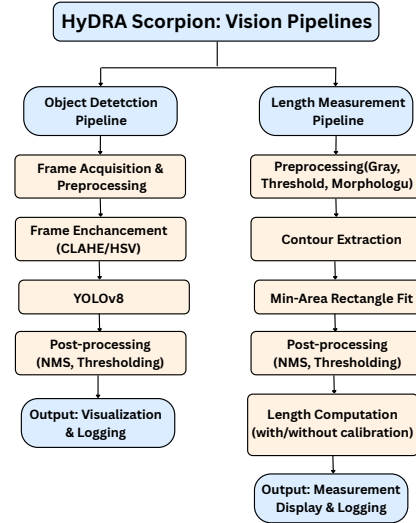 HyDRA Scorpion: Vision Pipelines
Object Detetction
Pipeline
Frame Acquisition &
Preprocessing
Frame Enchancement
(CLAHE/HSV)
YOLOv8
Post-processing
(NMS, Thresholding)
Output: Visualization
& Logging
Length Measurement
Pipeline
Preprocessing(Gray,
Threshold, Morphologu)
Contour Extraction
Min-Area Rectangle Fit
Post-processing
(NMS, Thresholding)
Length Computation
(with/without calibration)
Output: Measurement
Display & Logging